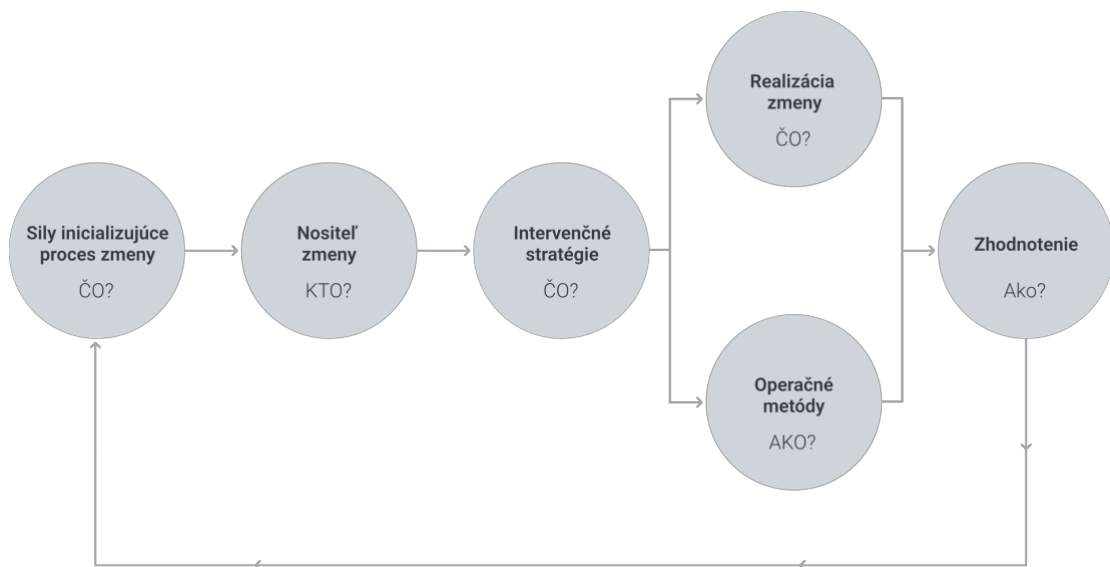 Sily inicializujúce
proces zmeny
ČO?
Nositeľ
zmeny
KTO?
Intervenčné
stratégie
ČO?
Realizácia
zmeny
ČO?
Operačné
metódy
AKO?
Zhodnotenie
Ako?